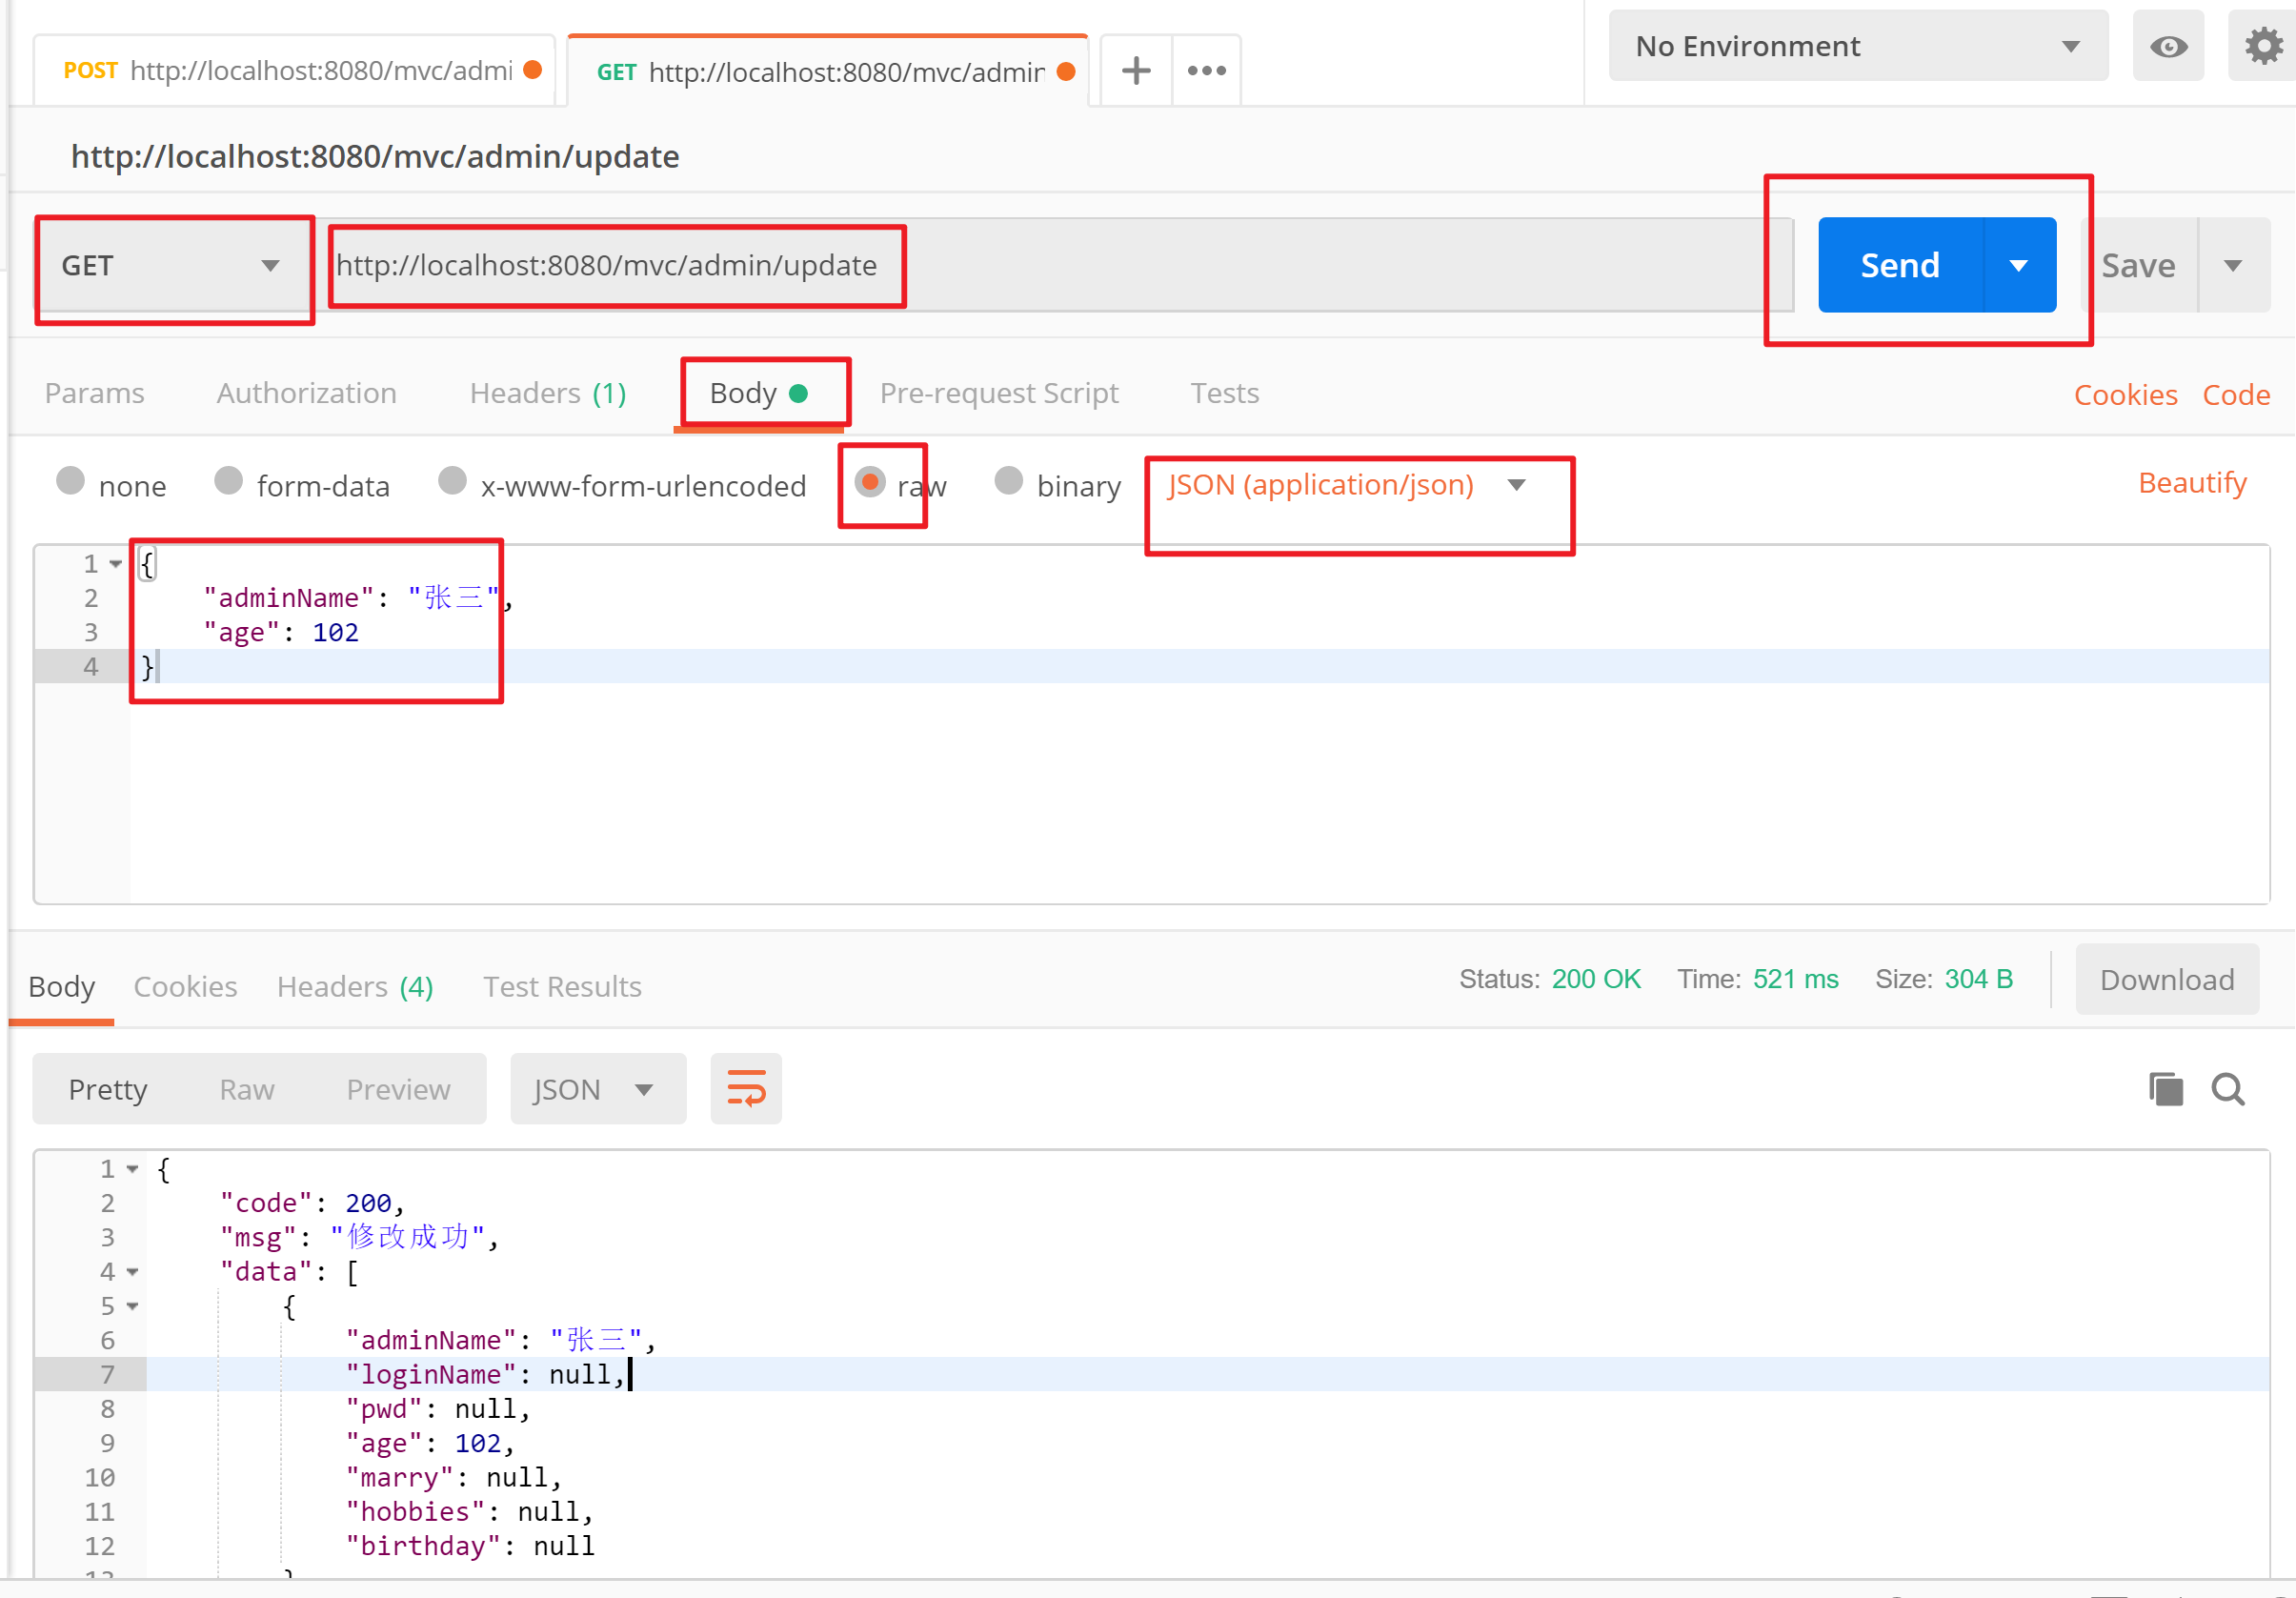 POST http://localhost:8080/mvc/admi GET http://localhost:8080/mvc/admin No Environment
http://localhost:8080/mvc/admin/update
GET http://localhost:8080/mvc/admin/update Send Save
Params Authorization Headers (1) Body Pre-request Script Tests Cookies Code
none form-data x-www-form-urlencoded raw binary JSON (application/json) Beautify
1 {
2 "adminName": "张三",
3 "age": 102
4 }
Body Cookies Headers (4) Test Results Status: 200 OK Time: 521 ms Size: 304 B Download
Pretty Raw Preview JSON
1 {
2 "code": 200,
3 "msg": "修改成功",
4 "data": [
5 {
6 "adminName": "张三",
7 "loginName": null,
8 "pwd": null,
9 "age": 102,
10 "marry": null,
11 "hobbies": null,
12 "birthday": null